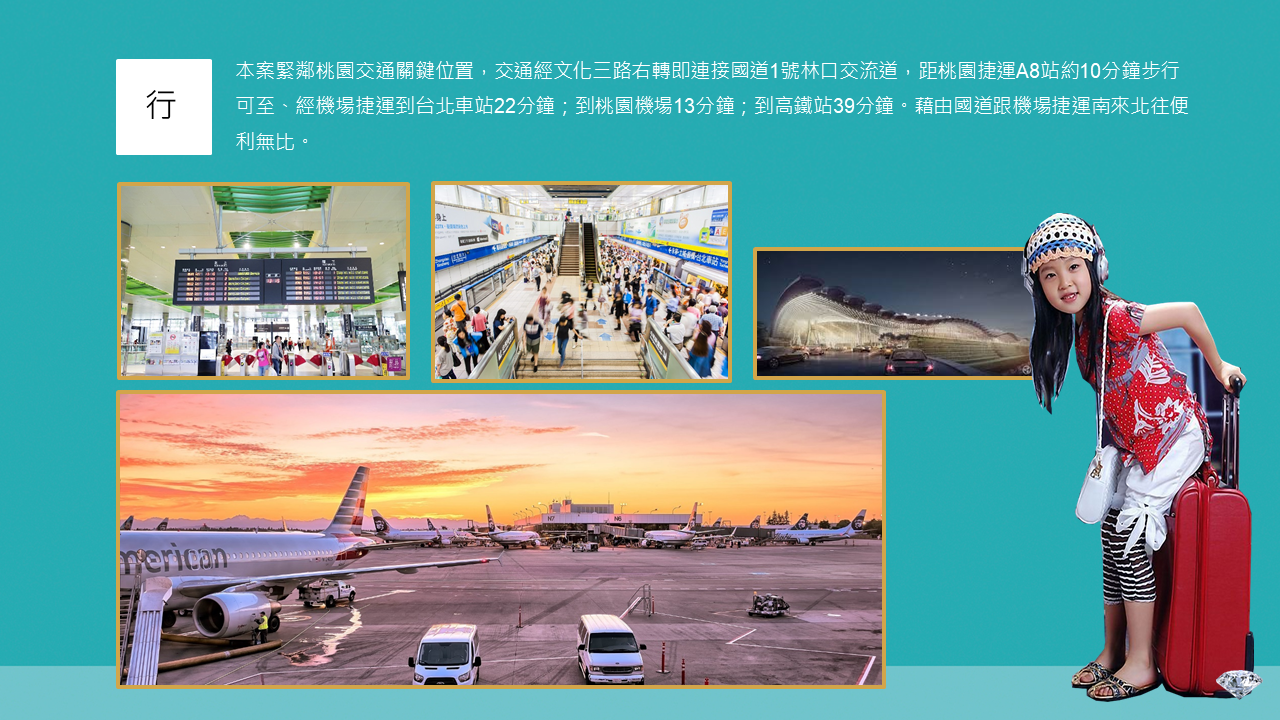 行
本案緊鄰桃園交通關鍵位置，交通經文化三路右轉即連接國道1號林口交流道，距桃園捷運A8站約10分鐘步行
可至、經機場捷運到台北車站22分鐘；到桃園機場13分鐘；到高鐵站39分鐘。藉由國道跟機場捷運南來北往便
利無比。
merican
N7
N6